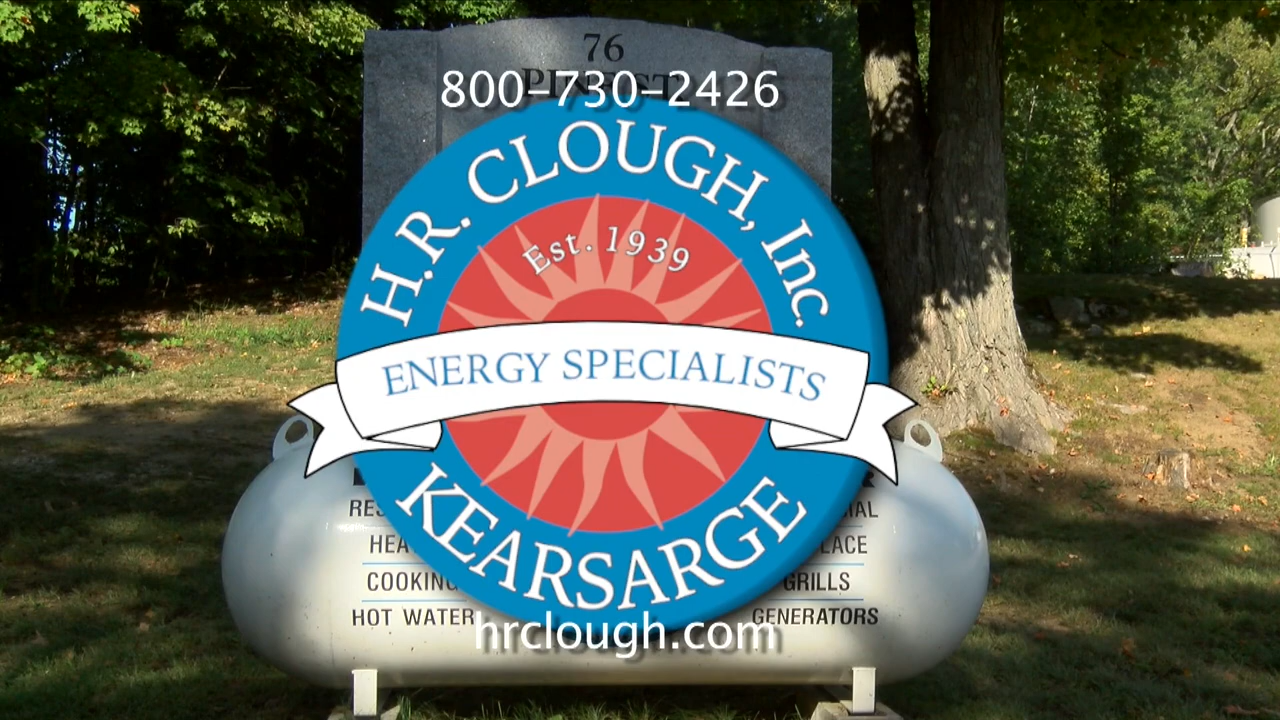 76
800-730-2426
H.R. CLOUGH, Inc.
Est. 1939
ENERGY SPECIALISTS
KEARSARGE
COOKING GRILLS
HOT WATER GENERATORS
hrclough.com